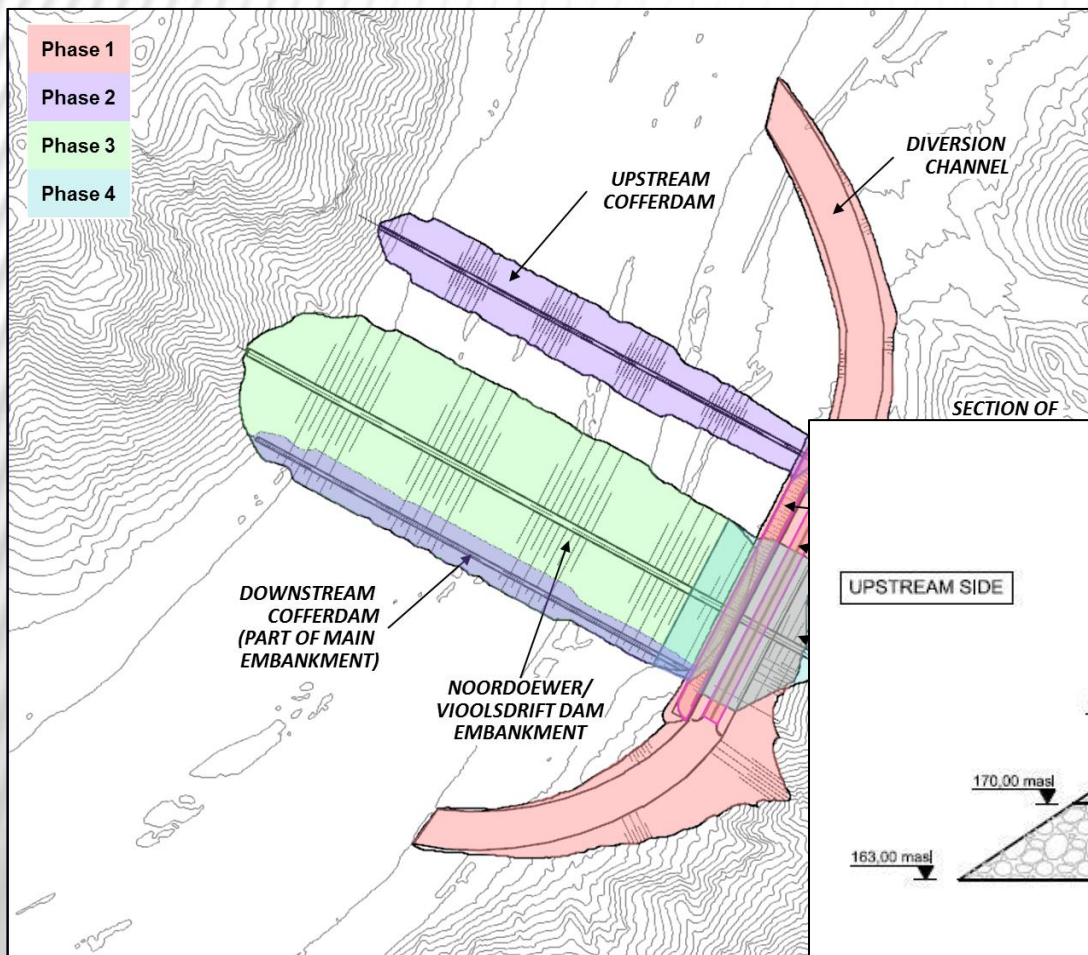 Phase 1
Phase 2
Phase 3
Phase 4
DIVERSION
CHANNEL
UPSTREAM
COFFERDAM
SECTION OF
DOWNSTREAM
COFFERDAM
(PART OF MAIN
EMBANKMENT)
NOORDOEWER/
VIOOLSDRIFT DAM
EMBANKMENT
UPSTREAM SIDE
170,00 masl
163,00 masl